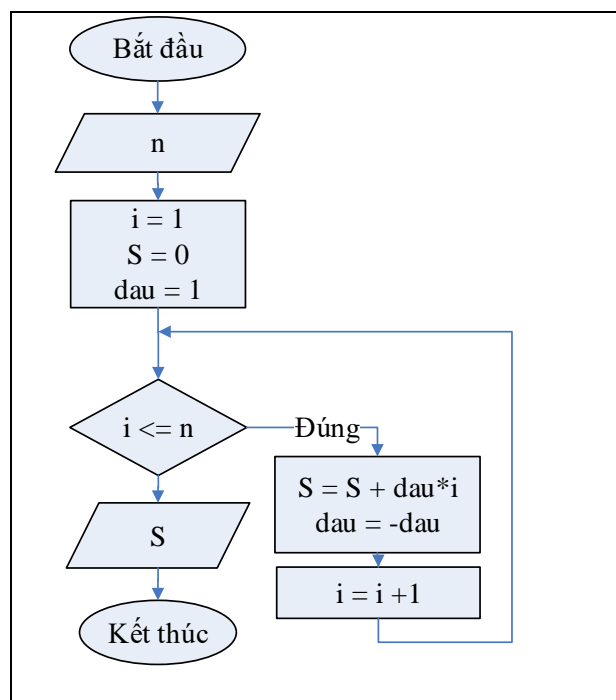 Bắt đầu
n
i = 1
S = 0
dau = 1
i <= n
Đúng
S = S + dau*i
dau = -dau
i = i +1
S
Kết thúc